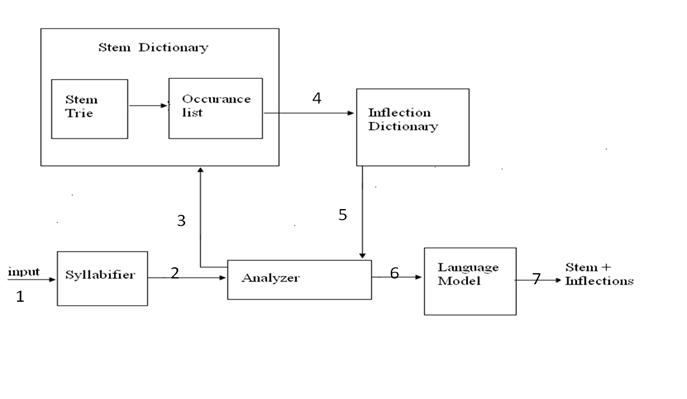 Stem Dictionary
Stem
Trie
Occurance
list
4
Inflection
Dictionary
3
5
input
1
Syllabifier
2
Analyzer
6
Language
Model
7
Stem +
Inflections